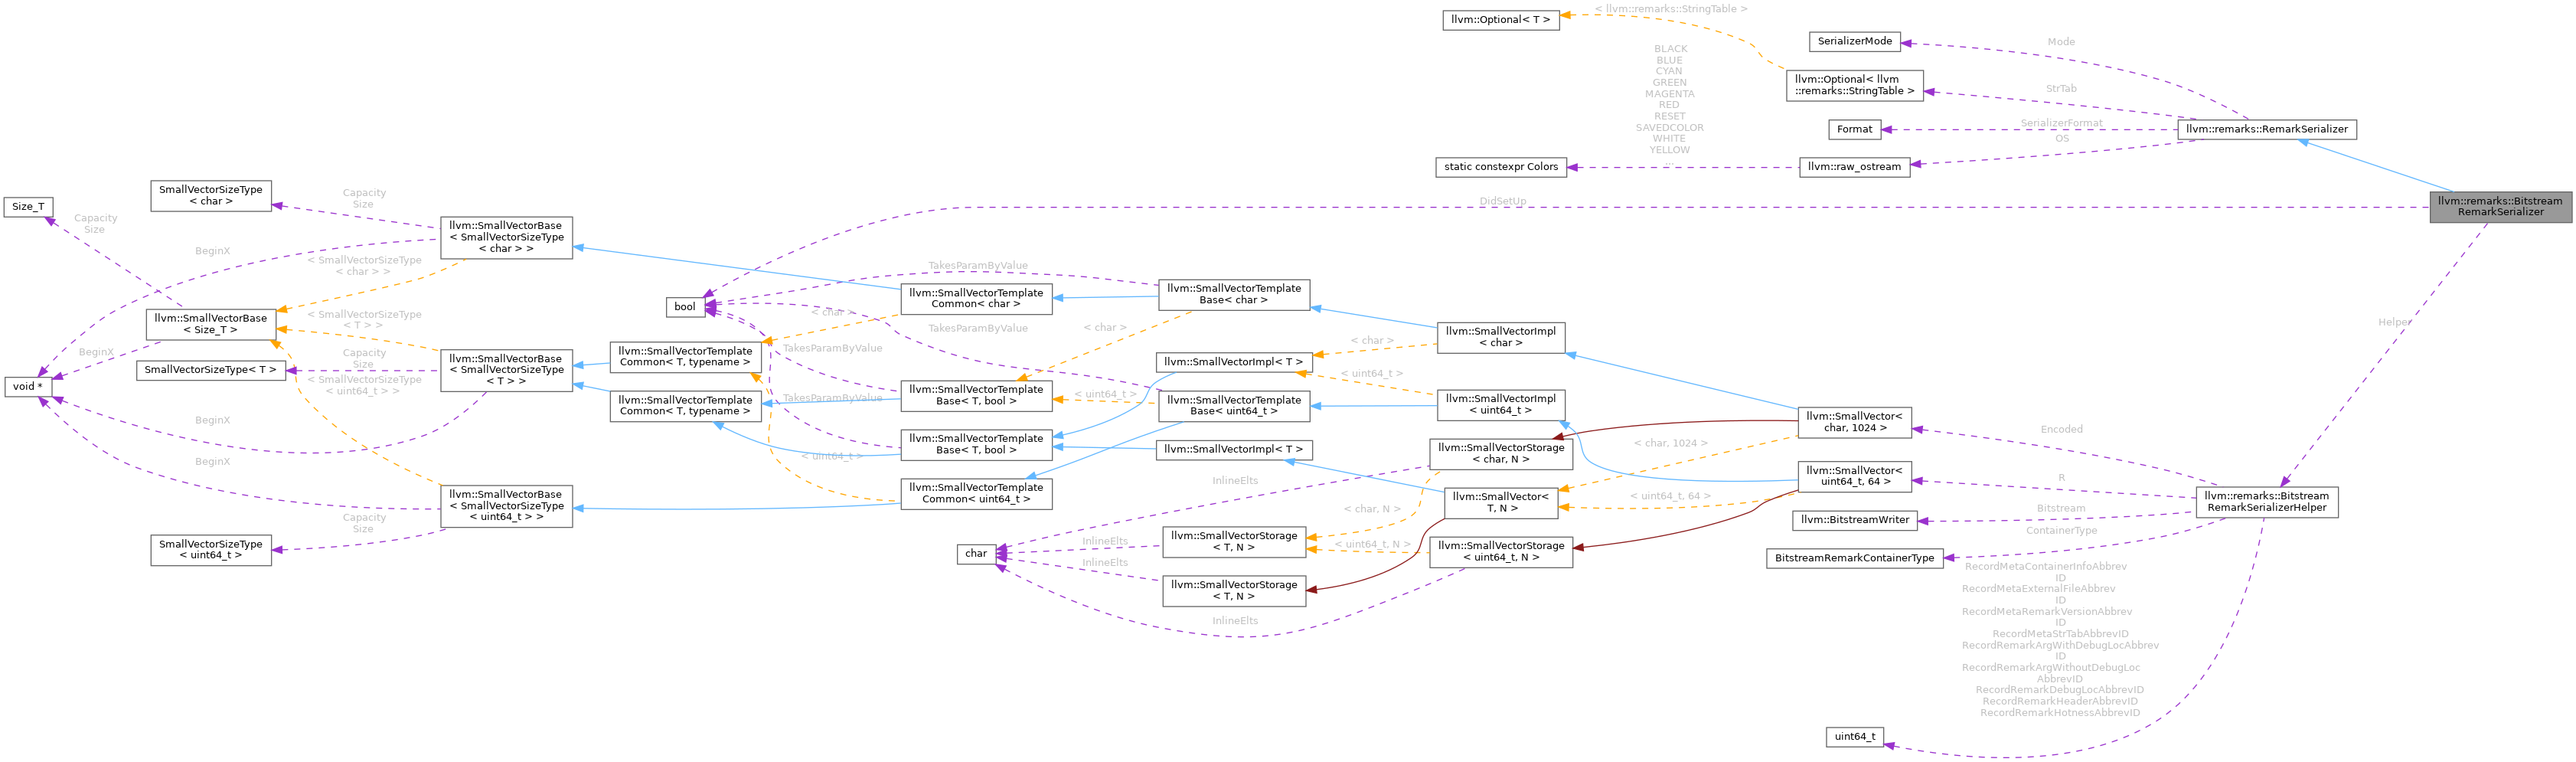 llvm::Optional< T >
< llvm::remarks::StringTable >
SerializerMode
Mode
BLACK
BLUE
CYAN
GREEN
MAGENTA
RED
RESET
SAVEDCOLOR
WHITE
YELLOW
...
llvm::Optional< llvm
::remarks::StringTable >
StrTab
Format
SerializerFormat
llvm::remarks::RemarkSerializer
OS
static constexpr Colors
llvm::raw_ostream
llvm::remarks::Bitstream
RemarkSerializer
DidSetUp
SmallVectorSizeType
< char >
Capacity
Size
Size_T
Capacity
Size
llvm::SmallVectorBase
< SmallVectorSizeType
< char > >
BeginX
< SmallVectorSizeType
< char > >
TakesParamByValue
llvm::SmallVectorTemplate
Common< char >
llvm::SmallVectorTemplate
Base< char >
bool
llvm::SmallVectorBase
< Size_T >
< SmallVectorSizeType
< T > >
< char >
TakesParamByValue
< char >
llvm::SmallVectorImpl
< char >
Helper
BeginX
Capacity
Size
SmallVectorSizeType< T >
llvm::SmallVectorBase
< SmallVectorSizeType
< T > >
llvm::SmallVectorTemplate
Common< T, typename >
TakesParamByValue
llvm::SmallVectorImpl< T >
< char >
< uint64_t >
void *
< SmallVectorSizeType
< uint64_t > >
llvm::SmallVectorTemplate
Common< T, typename >
TakesParamByValue
llvm::SmallVectorTemplate
Base< T, bool >
< uint64_t >
llvm::SmallVectorTemplate
Base< uint64_t >
llvm::SmallVectorImpl
< uint64_t >
BeginX
llvm::SmallVector<
char, 1024 >
Encoded
llvm::SmallVectorTemplate
Base< T, bool >
llvm::SmallVectorImpl< T >
llvm::SmallVectorStorage
< char, N >
< char, 1024 >
BeginX
< uint64_t >
llvm::SmallVector<
uint64_t, 64 >
R
llvm::SmallVectorBase
< SmallVectorSizeType
< uint64_t > >
llvm::SmallVectorTemplate
Common< uint64_t >
InlineElts
llvm::SmallVector<
T, N >
< uint64_t, 64 >
llvm::remarks::Bitstream
RemarkSerializerHelper
< char, N >
Bitstream
llvm::BitstreamWriter
Capacity
Size
ContainerType
SmallVectorSizeType
< uint64_t >
char
InlineElts
llvm::SmallVectorStorage
< T, N >
< uint64_t, N >
llvm::SmallVectorStorage
< uint64_t, N >
BitstreamRemarkContainerType
InlineElts
llvm::SmallVectorStorage
< T, N >
InlineElts
RecordMetaContainerInfoAbbrev
ID
RecordMetaExternalFileAbbrev
ID
RecordMetaRemarkVersionAbbrev
ID
RecordMetaStrTabAbbrevID
RecordRemarkArgWithDebugLocAbbrev
ID
RecordRemarkArgWithoutDebugLoc
AbbrevID
RecordRemarkDebugLocAbbrevID
RecordRemarkHeaderAbbrevID
RecordRemarkHotnessAbbrevID
uint64_t